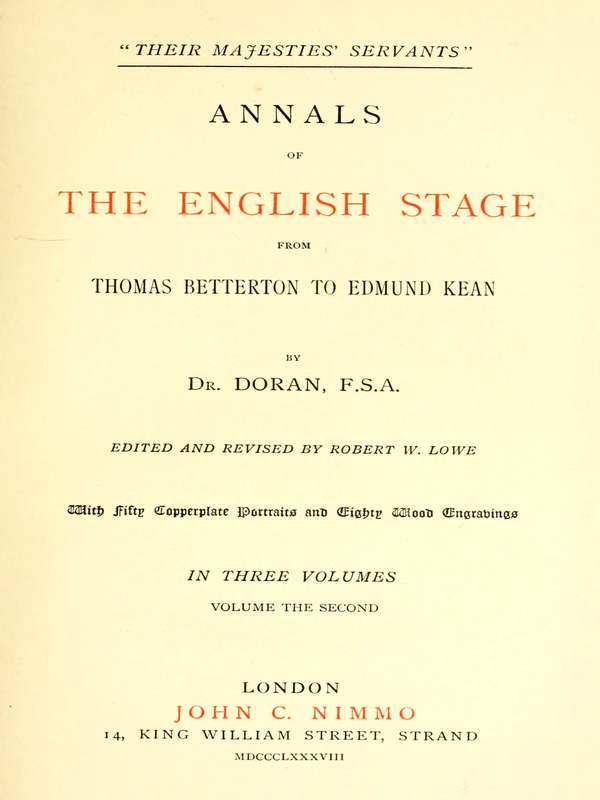 "THEIR MAJESTIES' SERVANTS"
ANNALS
OF
THE ENGLISH STAGE
FROM
THOMAS BETTERTON TO EDMUND KEAN
BY
DR. DORAN, F.S.A.
EDITED AND REVISED BY ROBERT W. LOWE
With Fifty Copperplate Portraits and Eighty Wood Engravings
IN THREE VOLUMES
VOLUME THE SECOND
LONDON
JOHN C. NIMMO
14, KING WILLIAM STREET, STRAND
MDCCCLXXXVIII